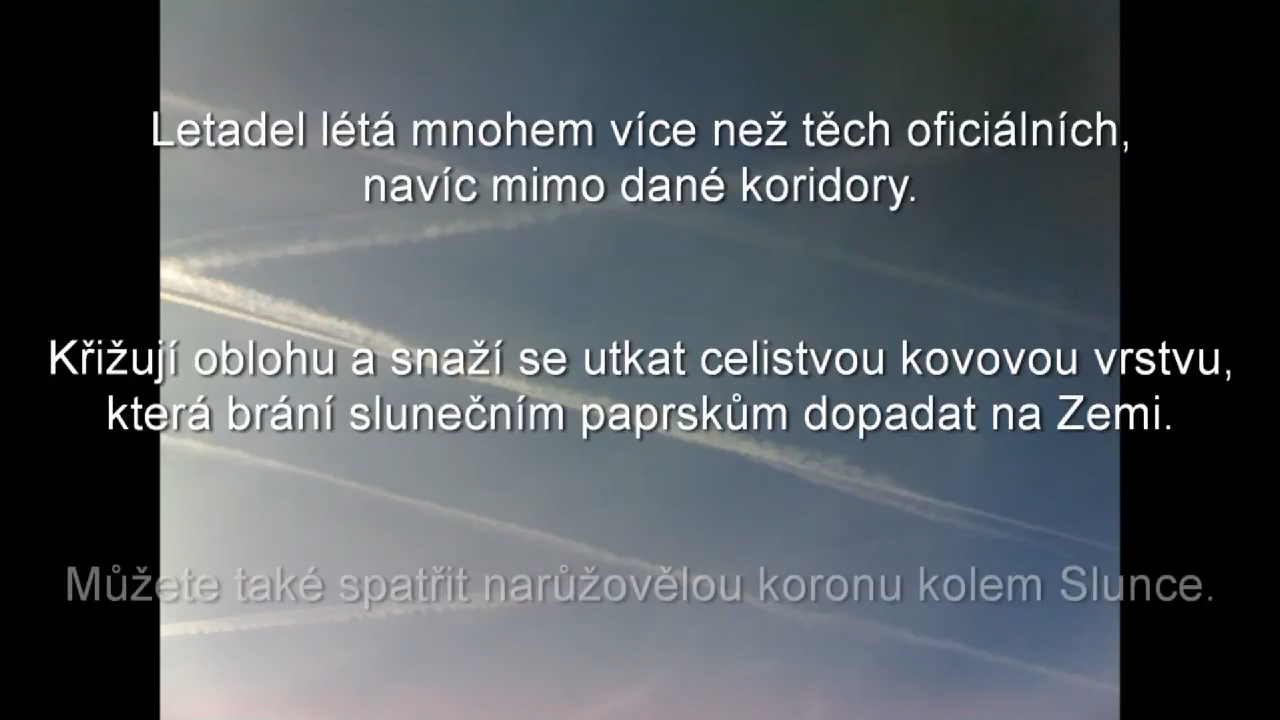 Letadel létá mnohem více než těch oficiálních,
navíc mimo dané koridory.
Křižují oblohu a snaží se utkat celistvou kovovou vrstvu,
která brání slunečním paprskům dopadat na Zemi.
Můžete také spatřit narůžovělou koronu kolem Slunce.